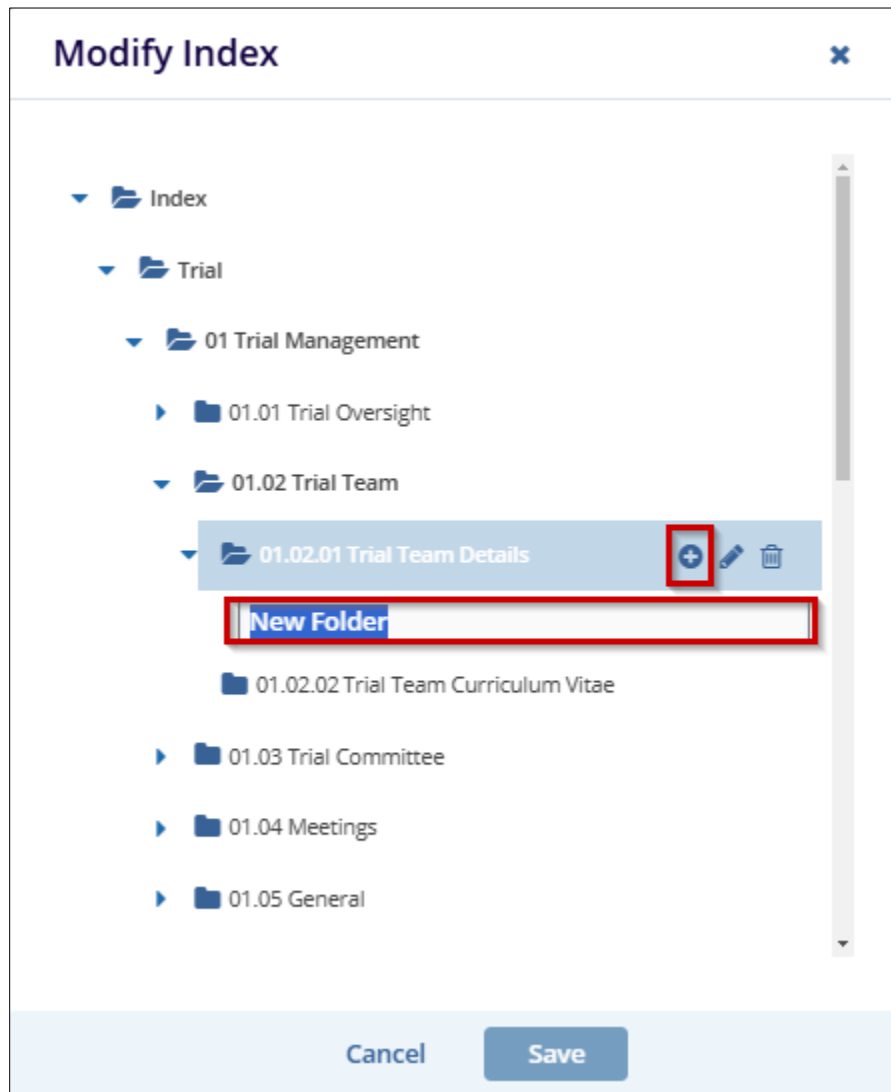 Modify Index
Index
Trial
01 Trial Management
01.01 Trial Oversight
01.02 Trial Team
01.02.01 Trial Team Details
New Folder
01.02.02 Trial Team Curriculum Vitae
01.03 Trial Committee
01.04 Meetings
01.05 General
Cancel Save